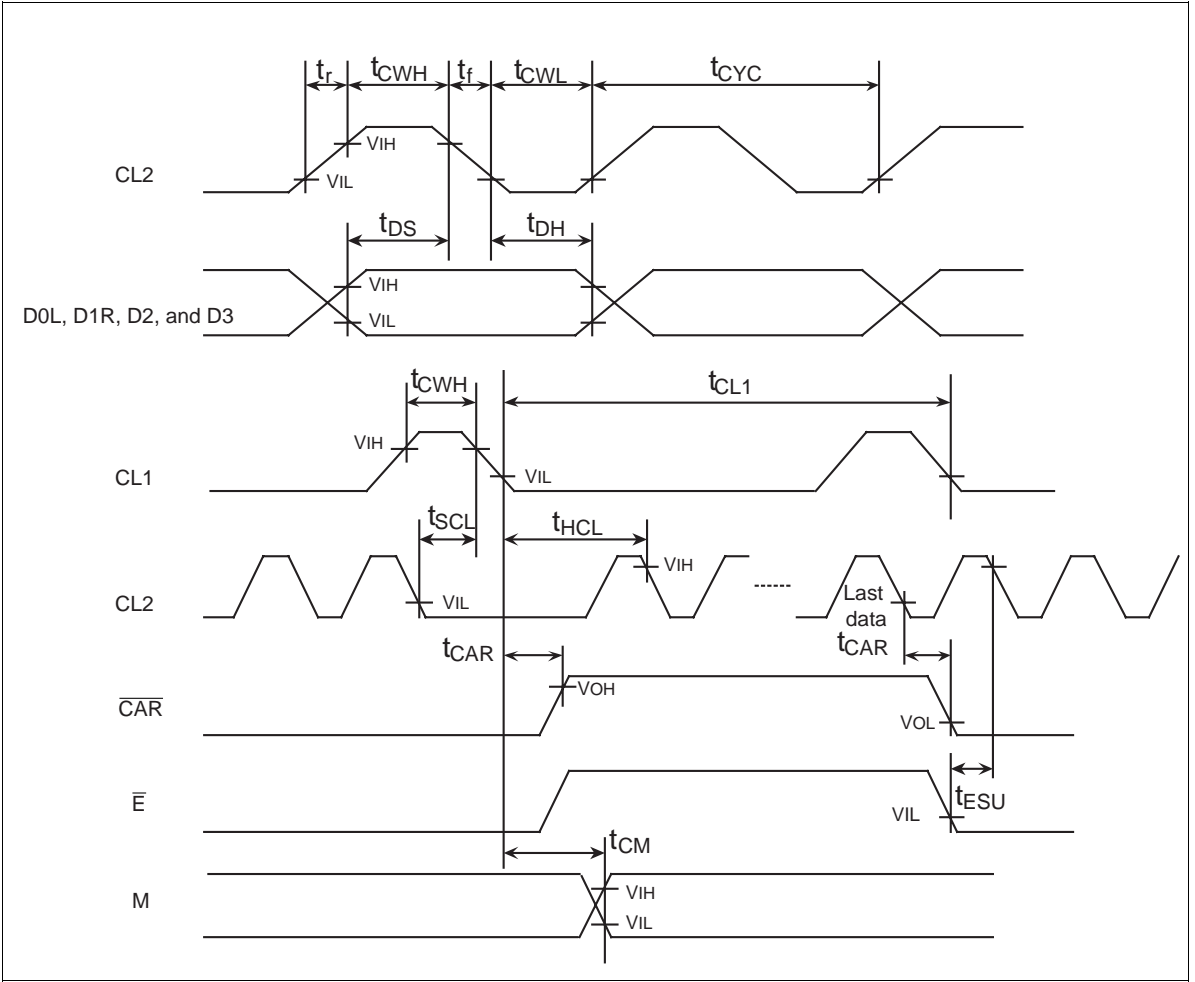 tr tCWH tf tCWL tCYC
VIH
CL2
VIL
tDS tDH
VIH
D0L, D1R, D2, and D3
VIL
tCWH tCL1
VIH
CL1 VIL
tSCL tHCL
VIH
CL2 VIL ...... Last
data
tCAR tCAR
CAR VOH
VOL
E VIL tESU
tCM
M VIH
VIL